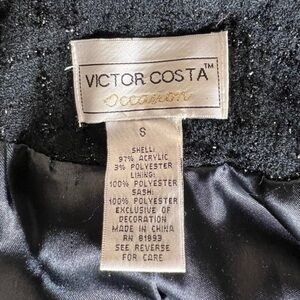 VICTOR COSTA™
Occasion
S
SHELL:
97% ACRYLIC
3% POLYESTER
LINING:
100% POLYESTER
SASH:
100% POLYESTER
EXCLUSIVE OF
DECORATION
MADE IN CHINA
RN 81893
SEE REVERSE
FOR CARE